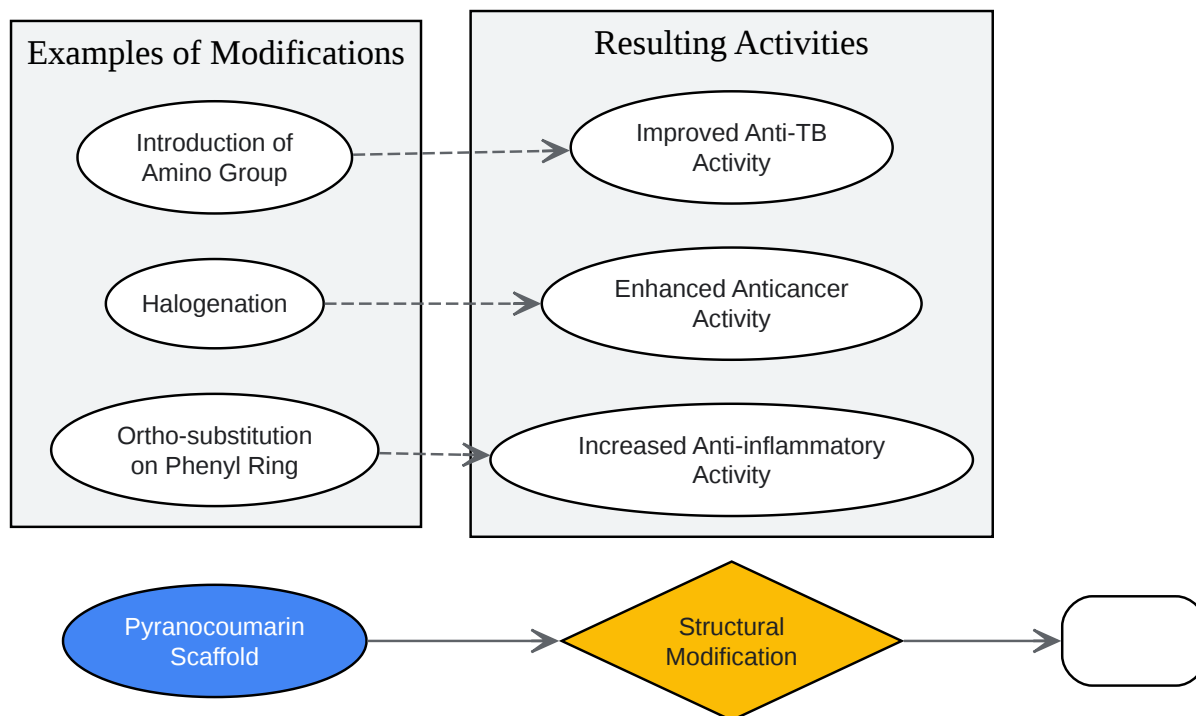 Examples of Modifications
Introduction of
Amino Group
Halogenation
Ortho-substitution
on Phenyl Ring
Resulting Activities
Improved Anti-TB
Activity
Enhanced Anticancer
Activity
Increased Anti-inflammatory
Activity
Pyranocoumarin
Scaffold
Structural
Modification